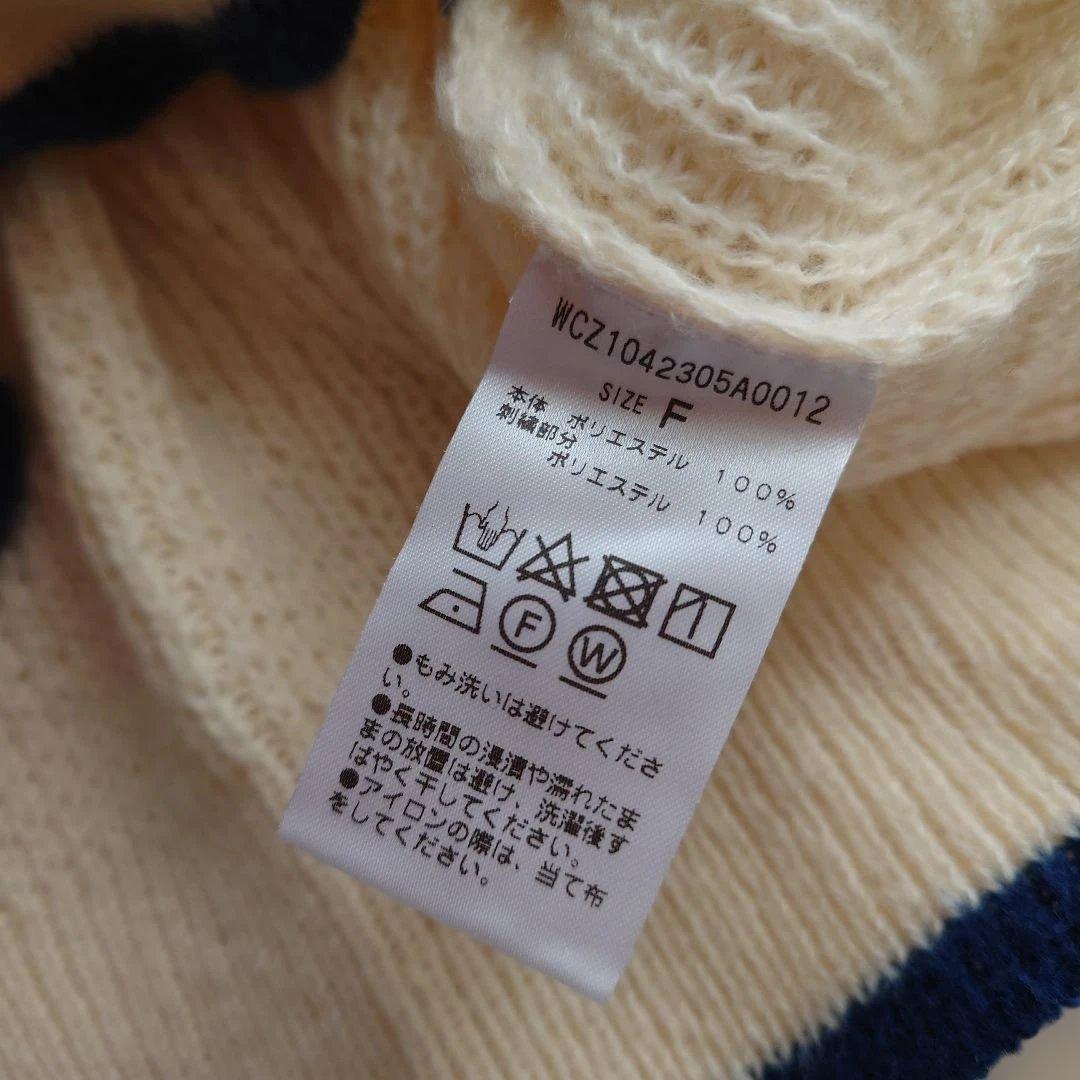 WCZ1042305A0012
SIZE F
本体 ポリエステル 100%
刺繍部分
ポリエステル 100%
F W
●もみ洗いは避けてくださ
い。
●長時間の浸漬や濡れたま
まの放置は避け、洗濯後す
ばやく干してください。
●アイロンの際は、当て布
をしてください。